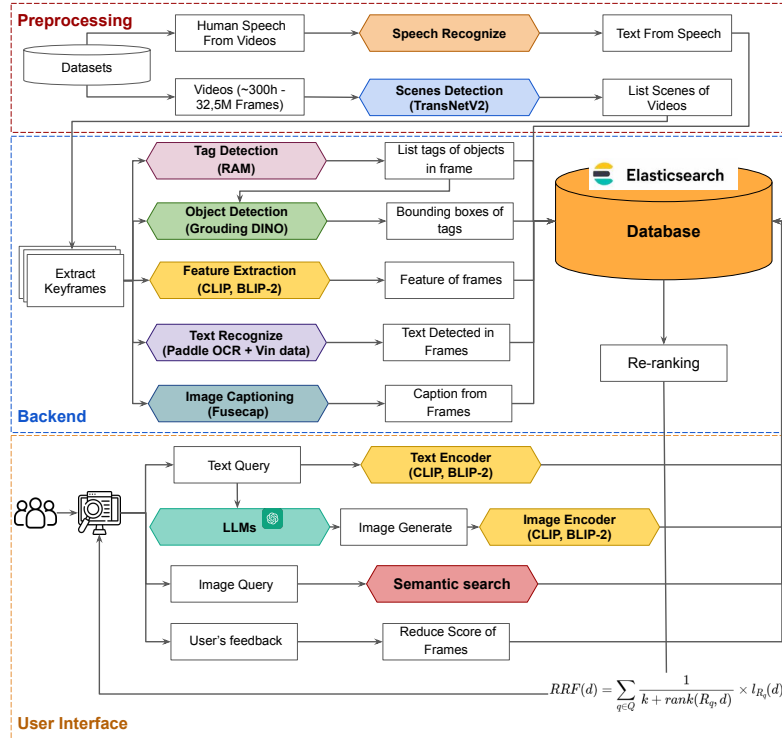 Preprocessing
Datasets
Human Speech
From Videos
Speech Recognize
Text From Speech
Videos (~300h -
32,5M Frames)
Scenes Detection
(TransNetV2)
List Scenes of
Videos
Backend
Extract
Keyframes
Tag Detection
(RAM)
List tags of objects
in frame
Object Detection
(Grouding DINO)
Bounding boxes of
tags
Feature Extraction
(CLIP, BLIP-2)
Feature of frames
Text Recognize
(Paddle OCR + Vin data)
Text Detected in
Frames
Image Captioning
(Fusecap)
Caption from
Frames
Elasticsearch
Database
Re-ranking
User Interface
Text Query
Text Encoder
(CLIP, BLIP-2)
LLMs
Image Generate
Image Encoder
(CLIP, BLIP-2)
Image Query
Semantic search
User's feedback
Reduce Score of
Frames
RRF(d) = ∑_{q∈Q} 1/(k + rank(R_q, d)) × l_{R_q}(d)